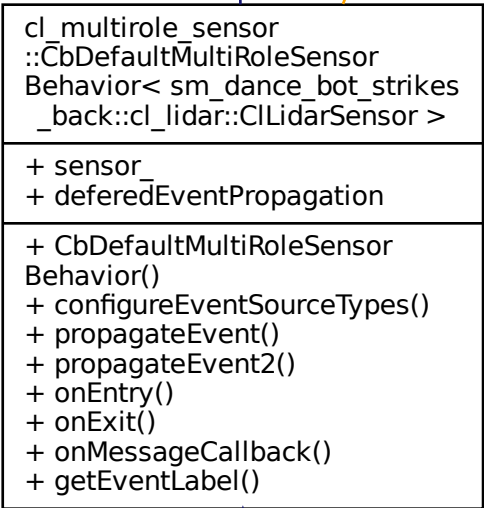 cl_multirole_sensor
::CbDefaultMultiRoleSensor
Behavior< sm_dance_bot_strikes
_back::cl_lidar::ClLidarSensor >
+ sensor_
+ deferedEventPropagation
+ CbDefaultMultiRoleSensor
Behavior()
+ configureEventSourceTypes()
+ propagateEvent()
+ propagateEvent2()
+ onEntry()
+ onExit()
+ onMessageCallback()
+ getEventLabel()